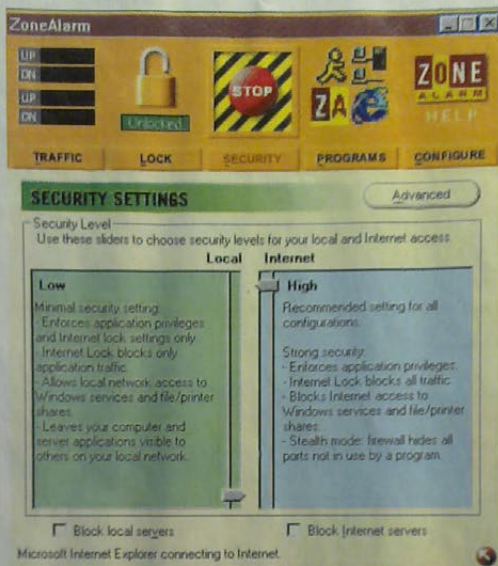 ZoneAlarm
UP
DN
UP
DN
Unlocked
STOP
ZA
ZONE
ALARM
HELP
TRAFFIC
LOCK
SECURITY
PROGRAMS
CONFIGURE
SECURITY SETTINGS
Advanced
Security Level
Use these sliders to choose security levels for your local and Internet access
Local
Internet
Low
Minimal security setting:
- Enforces application privileges
and Internet lock settings only.
- Internet Lock blocks only
application traffic.
- Allows local network access to
Windows services and file/printer
shares.
- Leaves your computer and
server applications visible to
others on your local network.
High
Recommended setting for all
configurations.
Strong security:
- Enforces application privileges.
- Internet Lock blocks all traffic.
- Blocks Internet access to
Windows services and file/printer
shares.
- Stealth mode: firewall hides all
ports not in use by a program.
Block local servers
Block Internet servers
Microsoft Internet Explorer connecting to Internet.